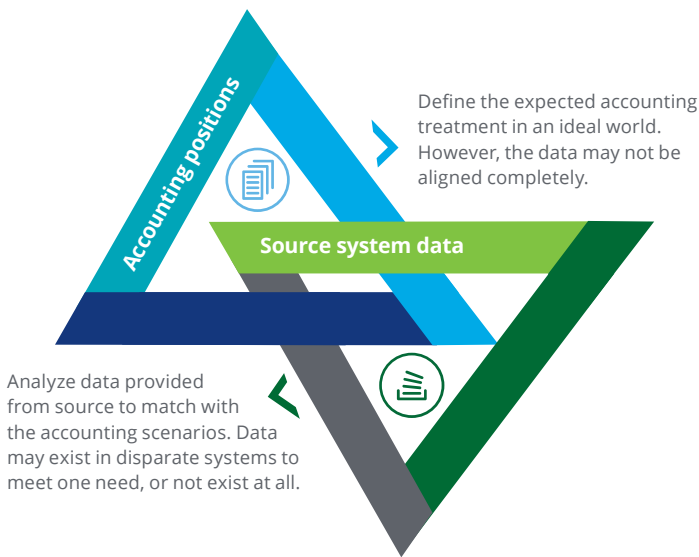 Accounting positions
Define the expected accounting
treatment in an ideal world.
However, the data may not be
aligned completely.
Source system data
Analyze data provided
from source to match with
the accounting scenarios. Data
may exist in disparate systems to
meet one need, or not exist at all.